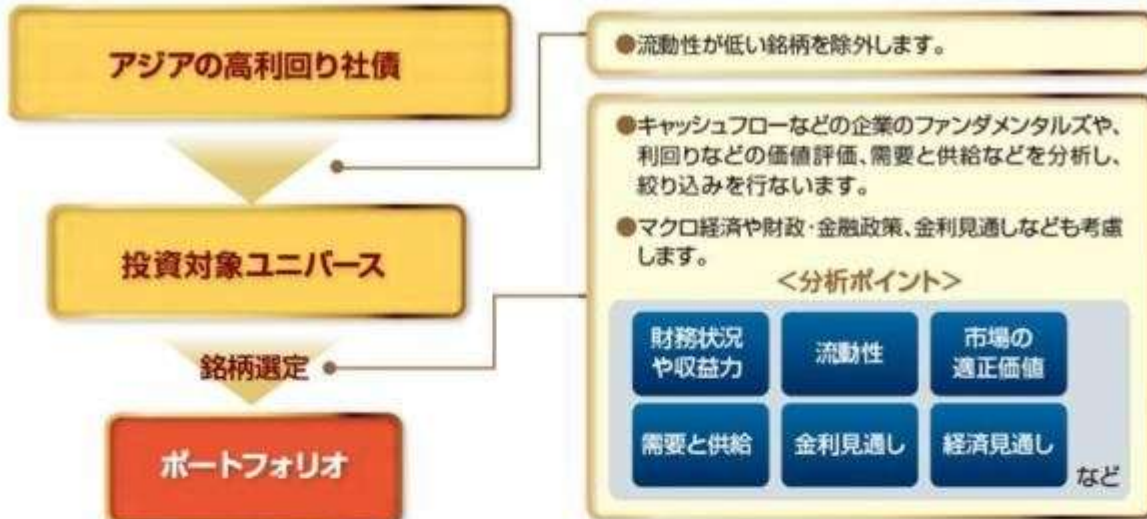 アジアの高利回り社債
●流動性が低い銘柄を除外します。
投資対象ユニバース
●キャッシュフローなどの企業のファンダメンタルズや、
利回りなどの価値評価、需要と供給などを分析し、
絞り込みを行ないます。
●マクロ経済や財政・金融政策、金利見通しなども考慮
します。
<分析ポイント>
財務状況
や収益力
流動性
市場の
適正価値
需要と供給
金利見通し
経済見通し
など
銘柄選定
ポートフォリオ